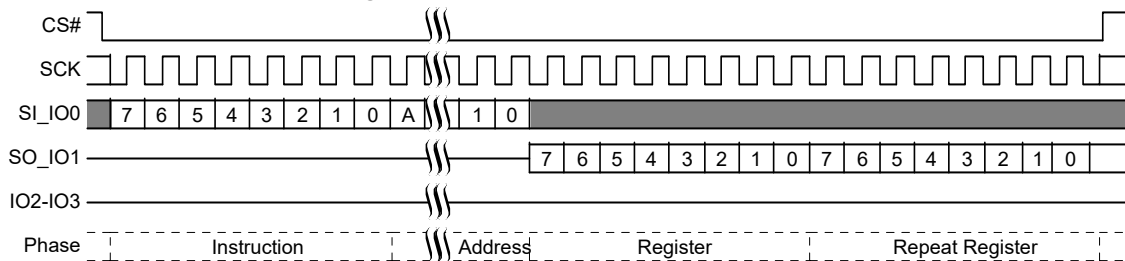 CS#
SCK
SI_IO0 7 6 5 4 3 2 1 0 A 1 0
SO_IO1 7 6 5 4 3 2 1 0 7 6 5 4 3 2 1 0
IO2-IO3
Phase Instruction Address Register Repeat Register